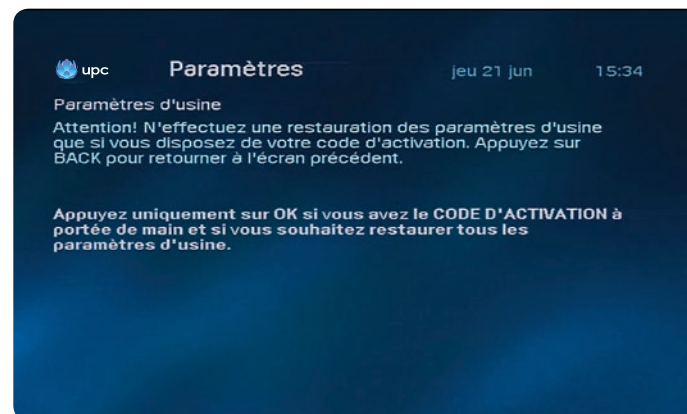 upc Paramètres jeu 21 jun 15:34
Paramètres d'usine
Attention! N'effectuez une restauration des paramètres d'usine
que si vous disposez de votre code d'activation. Appuyez sur
BACK pour retourner à l'écran précédent.
Appuyez uniquement sur OK si vous avez le CODE D'ACTIVATION à
portée de main et si vous souhaitez restaurer tous les
paramètres d'usine.